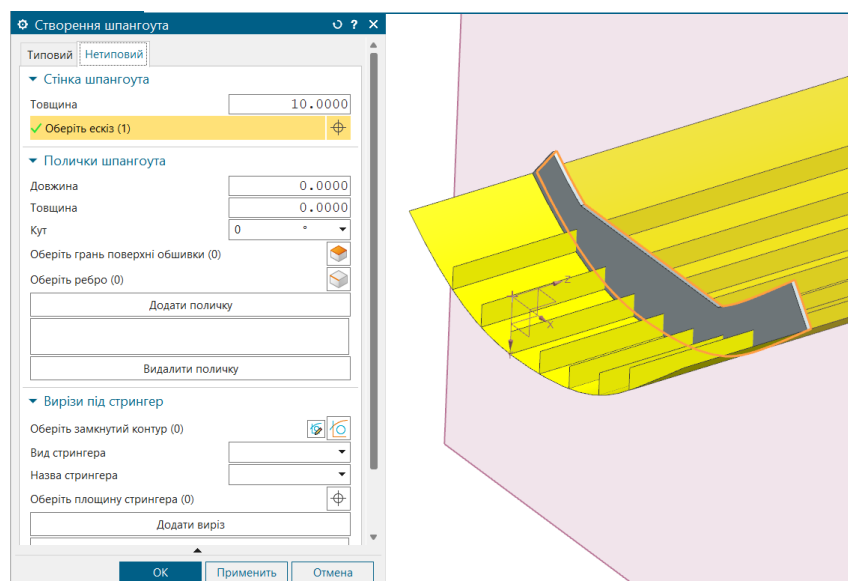 Створення шпангоута
Типовий Нетиповий
Стінка шпангоута
Товщина 10.0000
Оберіть ескіз (1)
Полички шпангоута
Довжина 0.0000
Товщина 0.0000
Кут 0 °
Оберіть грань поверхні обшивки (0)
Оберіть ребро (0)
Додати поличку
Видалити поличку
Вирізи під стрингер
Оберіть замкнутий контур (0)
Вид стрингера
Назва стрингера
Оберіть площину стрингера (0)
Додати виріз
ОК Применить Отмена
Z
X
Y